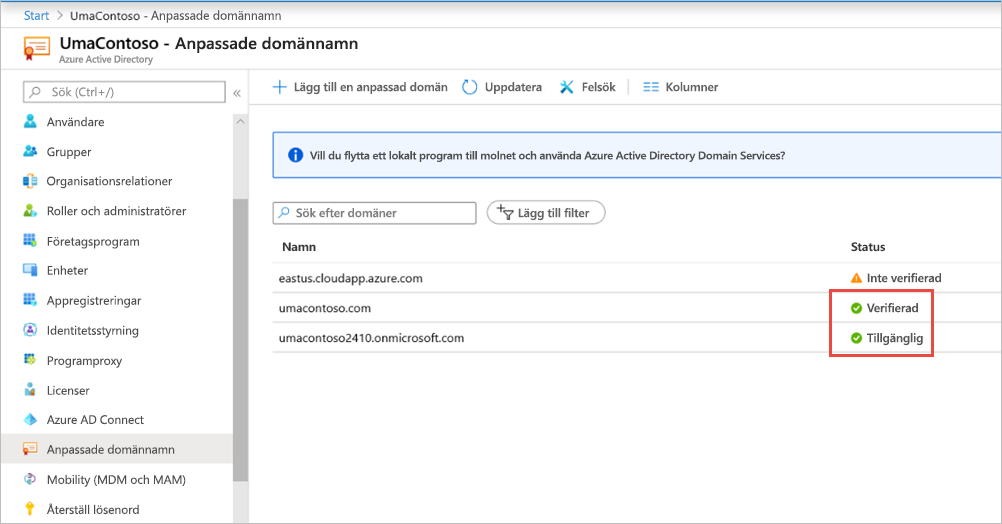 Start > UmaContoso - Anpassade domännamn
UmaContoso - Anpassade domännamn
Azure Active Directory
Sök (Ctrl+/)
«
Användare
Grupper
Organisationsrelationer
Roller och administratörer
Företagsprogram
Enheter
Appregistreringar
Identitetsstyrning
Programproxy
Licenser
Azure AD Connect
Anpassade domännamn
Mobility (MDM och MAM)
Återställ lösenord
Lägg till en anpassad domän Uppdatera Felsök Kolumner
Vill du flytta ett lokalt program till molnet och använda Azure Active Directory Domain Services?
Sök efter domäner Lägg till filter
Namn Status
eastus.cloudapp.azure.com Inte verifierad
umacontoso.com Verifierad
umacontoso2410.onmicrosoft.com Tillgänglig